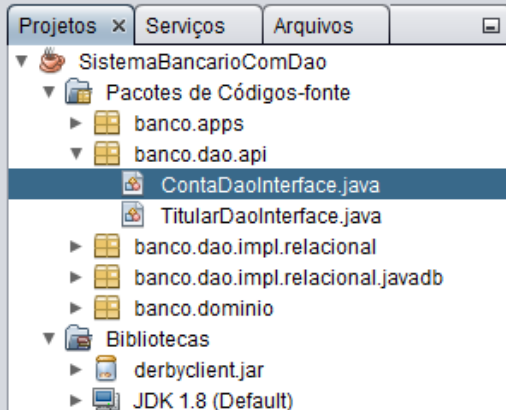 Projetos × Serviços Arquivos
SistemaBancarioComDao
Pacotes de Códigos-fonte
banco.apps
banco.dao.api
ContaDaoInterface.java
TitularDaoInterface.java
banco.dao.impl.relacional
banco.dao.impl.relacional.javadb
banco.dominio
Bibliotecas
derbyclient.jar
JDK 1.8 (Default)